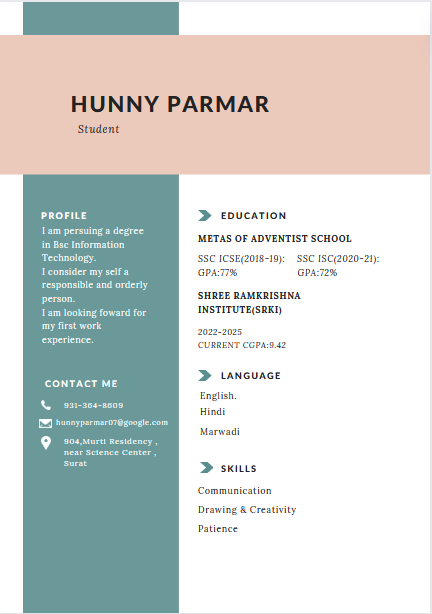 HUNNY PARMAR
Student
PROFILE
I am persuing a degree
in Bsc Information
Technology.
I consider my self a
responsible and orderly
person.
I am looking foward for
my first work
experience.
CONTACT ME
931-364-8609
hunnyparmar07@google.com
904,Murti Residency ,
near Science Center ,
Surat
EDUCATION
METAS OF ADVENTIST SCHOOL
SSC ICSE(2018-19): SSC ISC(2020-21):
GPA:77% GPA:72%
SHREE RAMKRISHNA
INSTITUTE(SRKI)
2022-2025
CURRENT CGPA:9.42
LANGUAGE
English.
Hindi
Marwadi
SKILLS
Communication
Drawing & Creativity
Patience